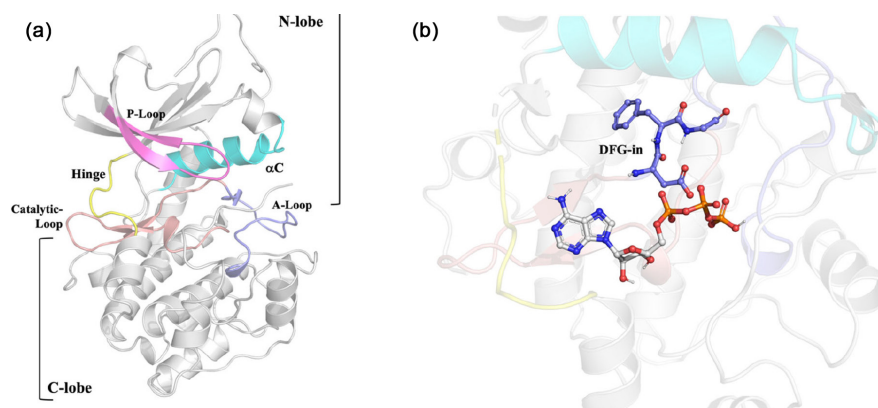 (a)
N-lobe
P-Loop
αC
Hinge
Catalytic-
Loop
A-Loop
C-lobe
(b)
DFG-in